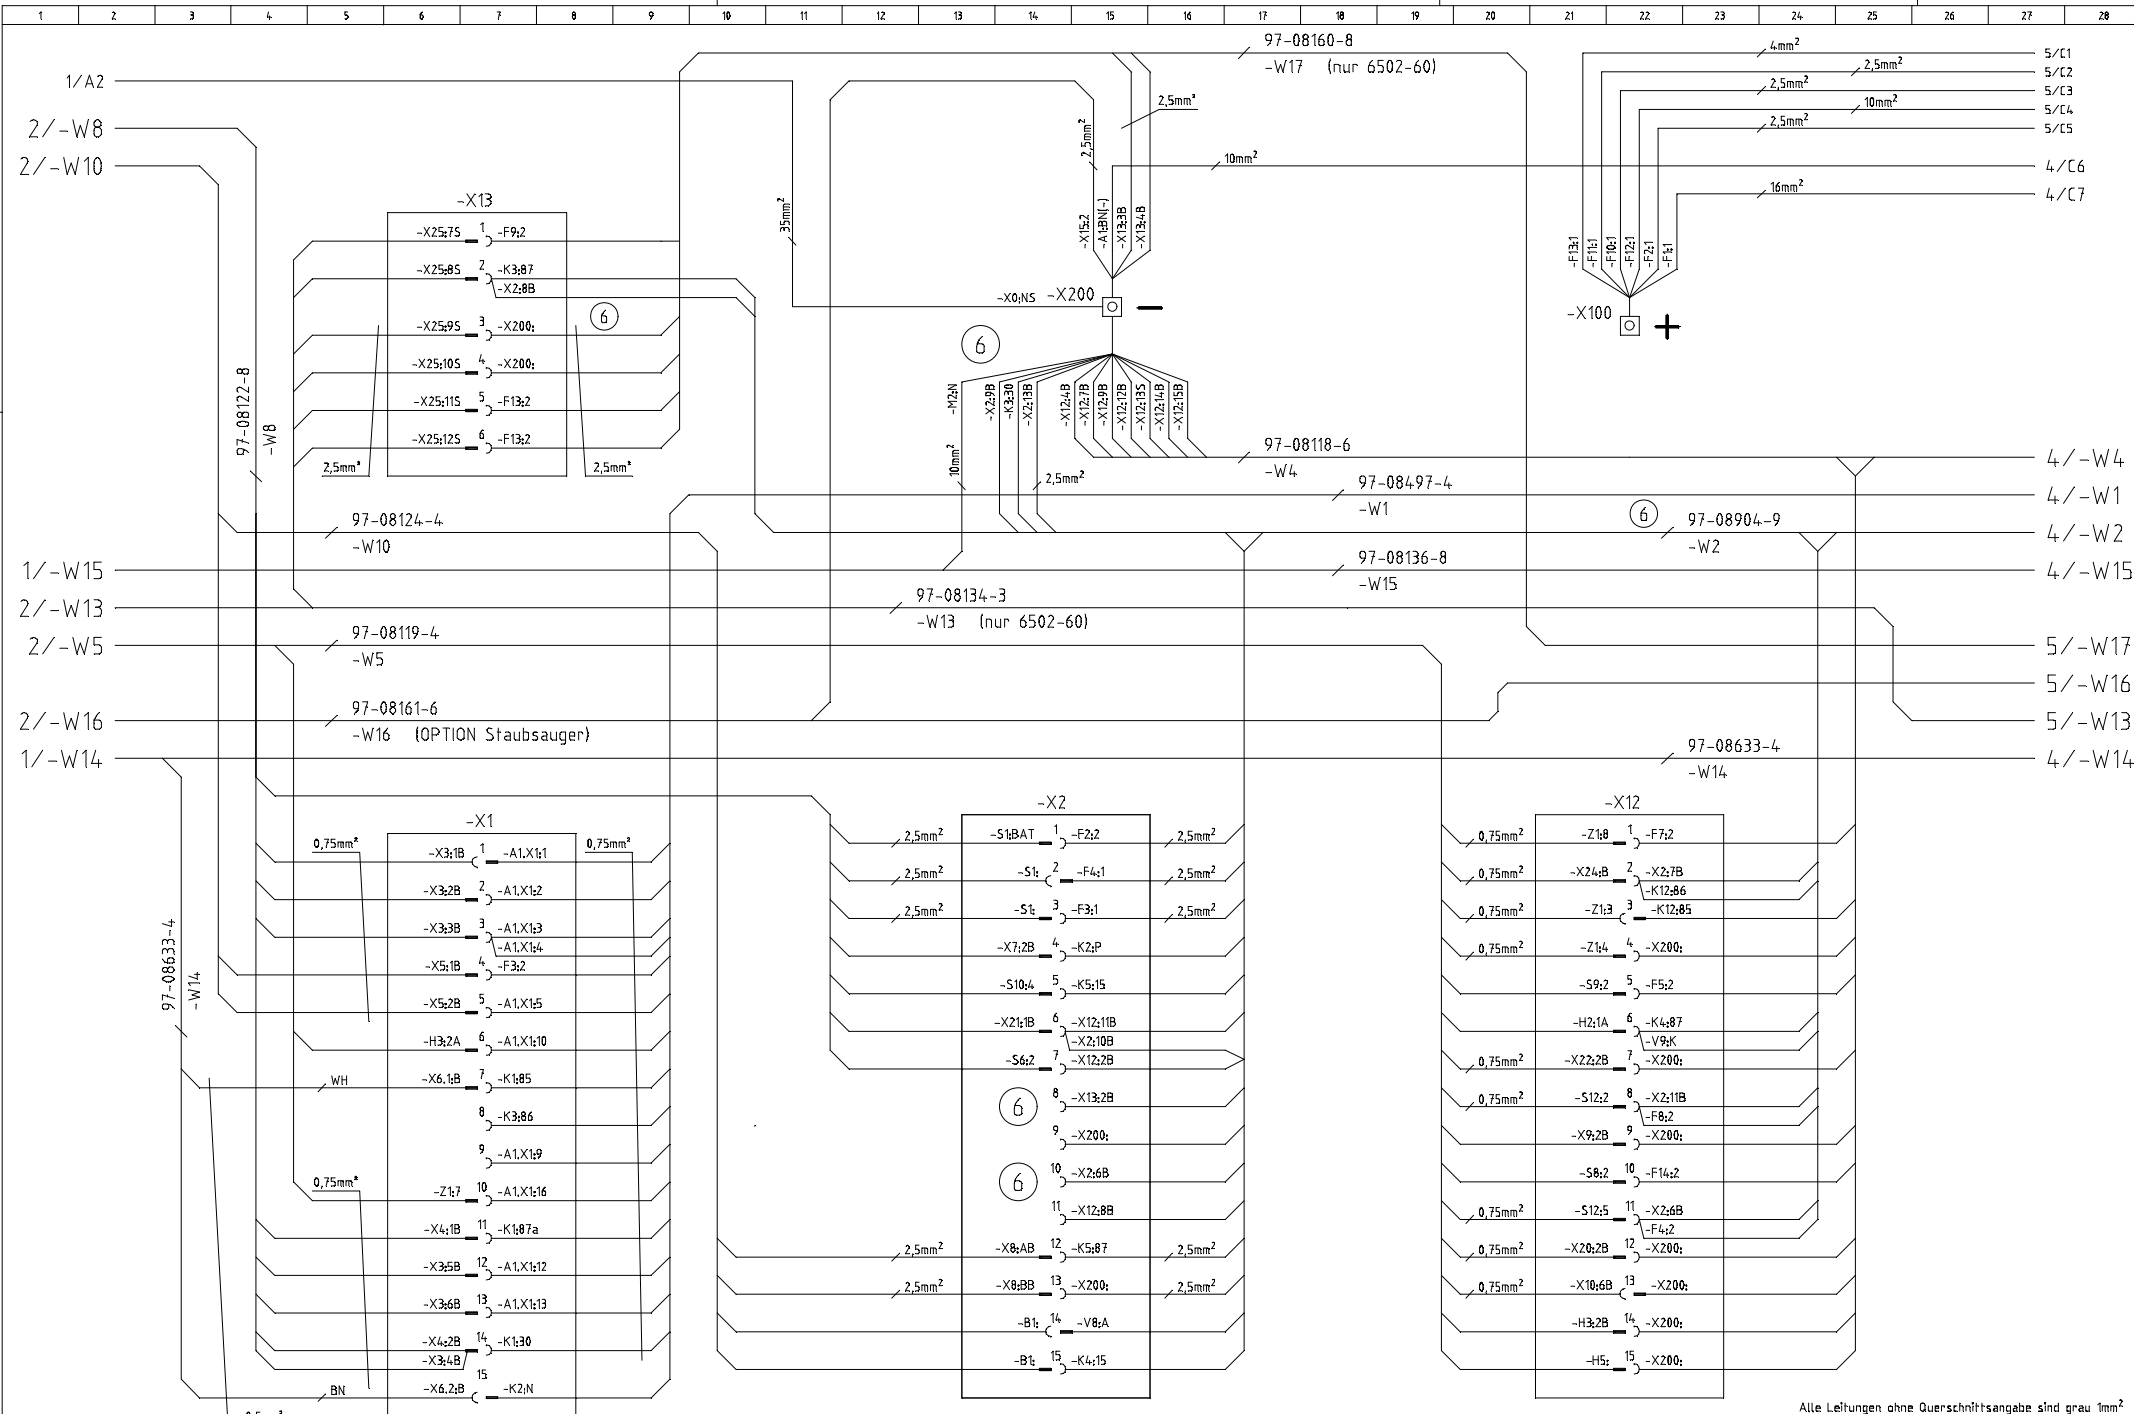 1 2 3 4 5 6 7 8 9 10 11 12 13 14 15 16 17 18 19 20 21 22 23 24 25 26 27 28
97-08160-8
-W17 (nur 6502-60)
1/A2
2/-W8
2/-W10
4mm² 5/C1
2,5mm² 5/C2
2,5mm² 5/C3
10mm² 5/C4
2,5mm² 5/C5
10mm² 4/C6
16mm² 4/C7
2,5mm²
2,5mm²
35mm²
-X15:2
-A1:BN(-)
-X13:3B
-X13:4B
-F13:1
-F11:1
-F10:1
-F12:1
-F2:1
-F1:1
-X0:NS -X200 −
-X100 +
-X13
-X25:7S 1 -F9:2
-X25:8S 2 -K3:87
-X2:8B
-X25:9S 3 -X200:
-X25:10S 4 -X200:
-X25:11S 5 -F13:2
-X25:12S 6 -F13:2
2,5mm² 2,5mm²
6
6
97-08122-8
-W8
-M2:N
-X2:9B
-K3:30
-X2:13B
-X12:4B
-X12:7B
-X12:9B
-X12:12B
-X12:13S
-X12:14B
-X12:15B
10mm²
2,5mm²
97-08118-6
-W4
4/-W4
97-08497-4
-W1
4/-W1
97-08124-4
-W10
6 97-08904-9
-W2
4/-W2
1/-W15
97-08136-8
-W15
4/-W15
2/-W13
97-08134-3
-W13 (nur 6502-60)
2/-W5
97-08119-4
-W5
5/-W17
5/-W16
2/-W16
97-08161-6
-W16 (OPTION Staubsauger)
5/-W13
1/-W14
97-08633-4
-W14
4/-W14
97-08633-4
-W14
-X1
0,75mm² 0,75mm²
-X3:1B 1 -A1.X1:1
-X3:2B 2 -A1.X1:2
-X3:3B 3 -A1.X1:3
-A1.X1:4
-X5:1B 4 -F3:2
-X5:2B 5 -A1.X1:5
-H3:2A 6 -A1.X1:10
WH -X6.1:B 7 -K1:85
8 -K3:86
9 -A1.X1:9
0,75mm²
-Z1:7 10 -A1.X1:16
-X4:1B 11 -K1:87a
-X3:5B 12 -A1.X1:12
-X3:6B 13 -A1.X1:13
-X4:2B 14 -K1:30
-X3:4B
BN -X6.2:B 15 -K2:N
-X2
2,5mm² -S1:BAT 1 -F2:2 2,5mm²
2,5mm² -S1: 2 -F4:1 2,5mm²
2,5mm² -S1: 3 -F3:1 2,5mm²
-X7:2B 4 -K2:P
-S10:4 5 -K5:15
-X21:1B 6 -X12:11B
-X2:10B
-S6:2 7 -X12:2B
6 8 -X13:2B
9 -X200:
6 10 -X2:6B
11 -X12:8B
2,5mm² -X8:AB 12 -K5:87 2,5mm²
2,5mm² -X8:BB 13 -X200: 2,5mm²
-B1: 14 -V8:A
-B1: 15 -K4:15
-X12
0,75mm² -Z1:8 1 -F7:2
0,75mm² -X24:B 2 -X2:7B
-K12:86
0,75mm² -Z1:3 3 -K12:85
0,75mm² -Z1:4 4 -X200:
-S9:2 5 -F5:2
-H2:1A 6 -K4:87
-V9:K
0,75mm² -X22:2B 7 -X200:
0,75mm² -S12:2 8 -X2:11B
-F8:2
-X9:2B 9 -X200:
-S8:2 10 -F14:2
0,75mm² -S12:5 11 -X2:6B
-F4:2
0,75mm² -X20:2B 12 -X200:
0,75mm² -X10:6B 13 -X200:
-H3:2B 14 -X200:
-H5: 15 -X200:
Alle Leitungen ohne Querschnittsangabe sind grau 1mm²